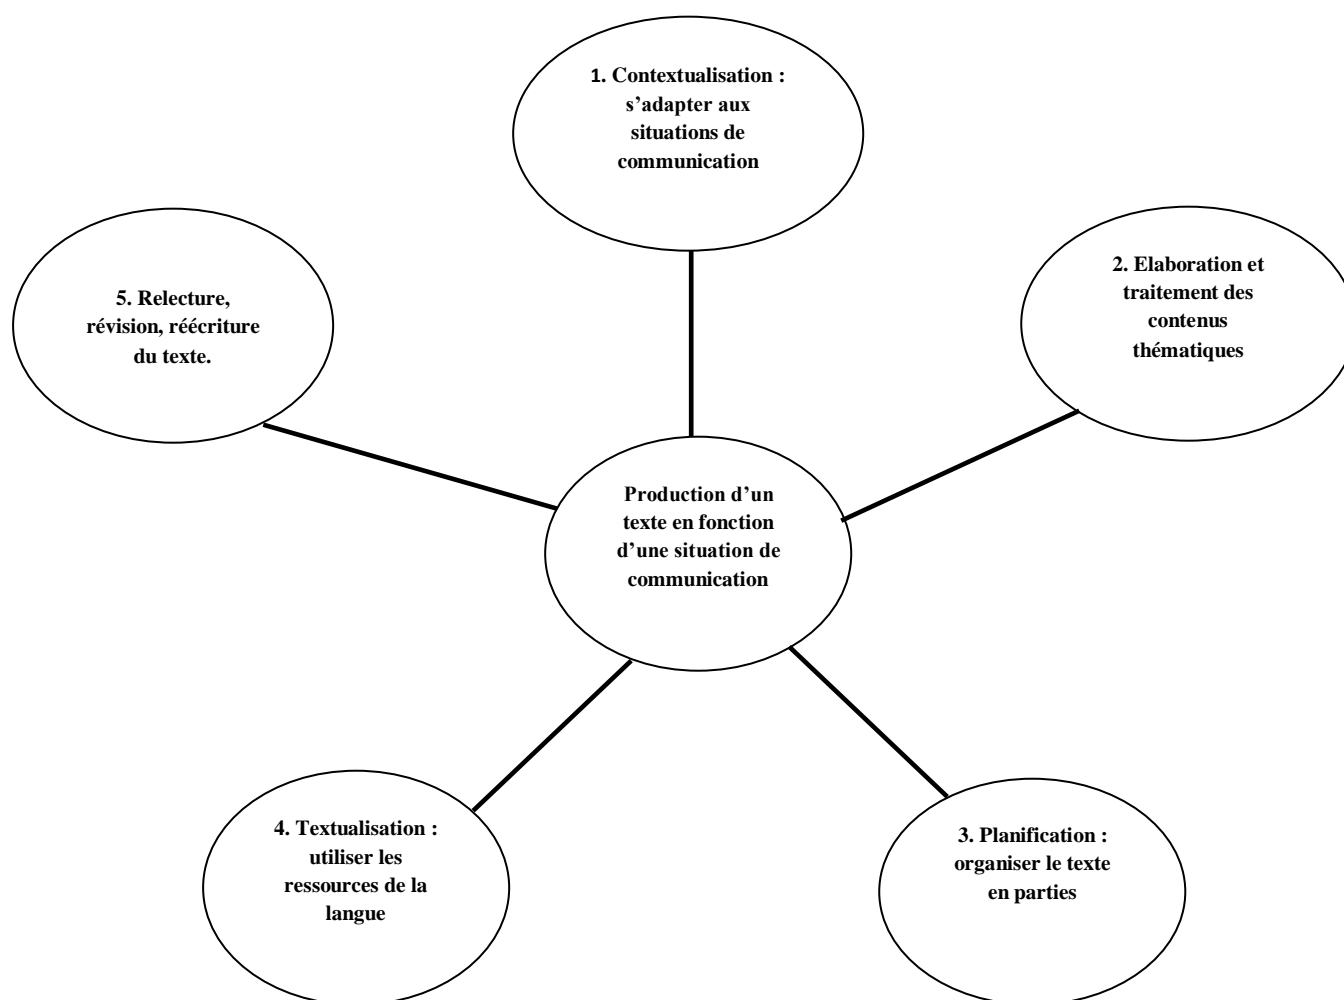 1. Contextualisation :
s’adapter aux
situations de
communication
2. Elaboration et
traitement des
contenus
thématiques
5. Relecture,
révision, réécriture
du texte.
Production d’un
texte en fonction
d’une situation de
communication
4. Textualisation :
utiliser les
ressources de la
langue
3. Planification :
organiser le texte
en parties